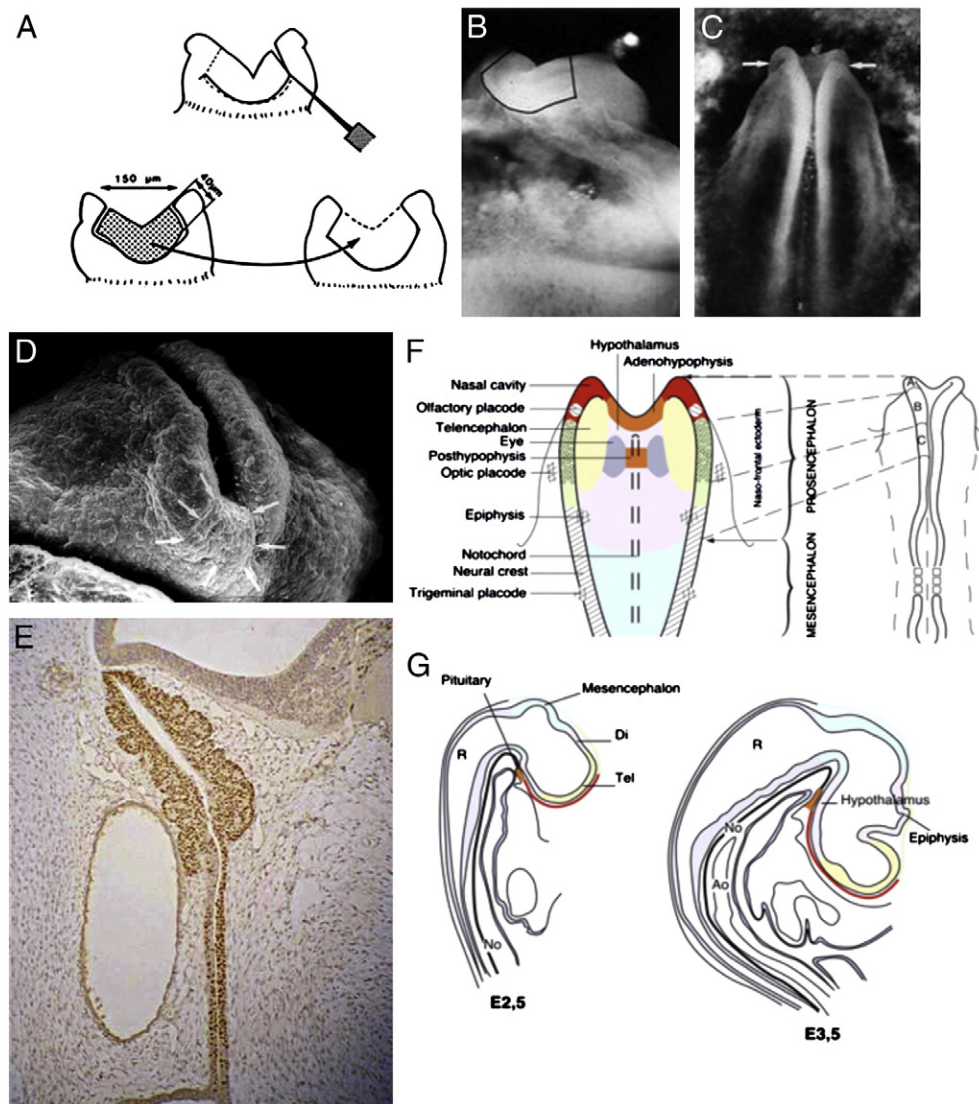 A
150 µm
40µm
B
C
D
E
F
Hypothalamus
Adenohypophysis
Nasal cavity
Olfactory placode
Telencephalon
Eye
Posthypophysis
Optic placode
Epiphysis
Notochord
Neural crest
Trigeminal placode
Naso-frontal ectoderm
PROSENCEPHALON
MESENCEPHALON
A
B
C
G
Pituitary
Mesencephalon
Di
R
Tel
No
E2,5
R
Hypothalamus
No
Epiphysis
Ao
E3,5